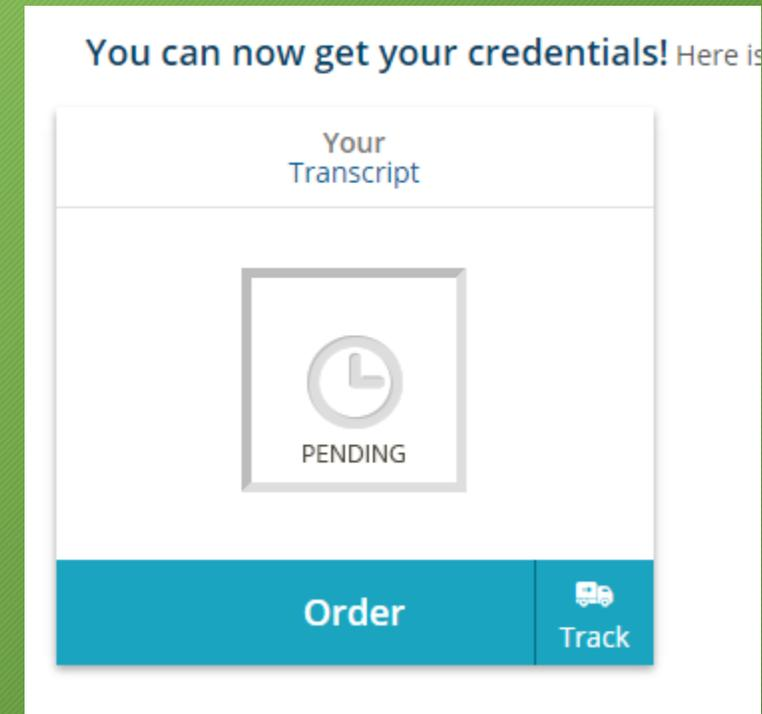 You can now get your credentials! Here is
Your
Transcript
PENDING
Order
Track